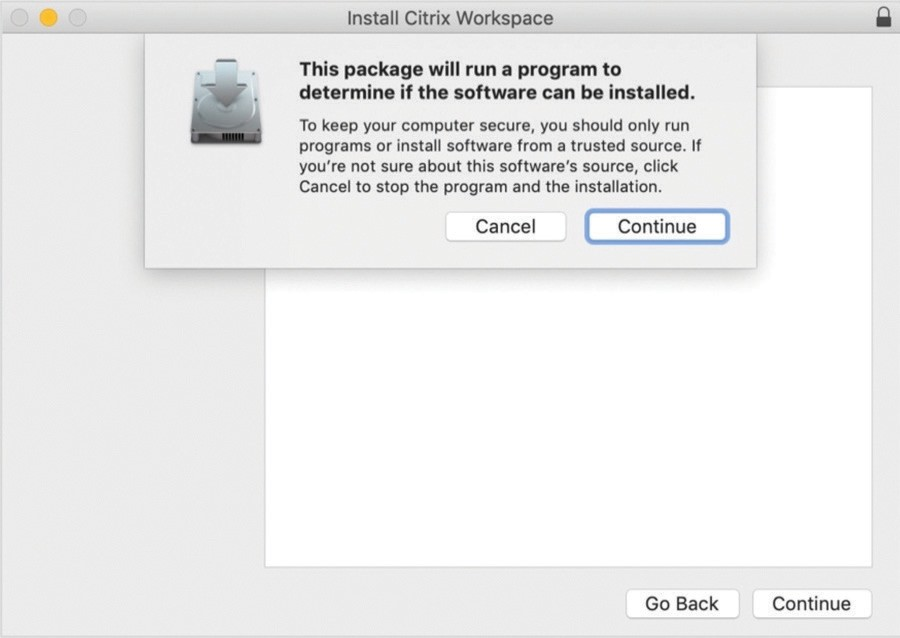 Install Citrix Workspace
This package will run a program to
determine if the software can be installed.
To keep your computer secure, you should only run
programs or install software from a trusted source. If
you’re not sure about this software’s source, click
Cancel to stop the program and the installation.
Cancel
Continue
Go Back
Continue